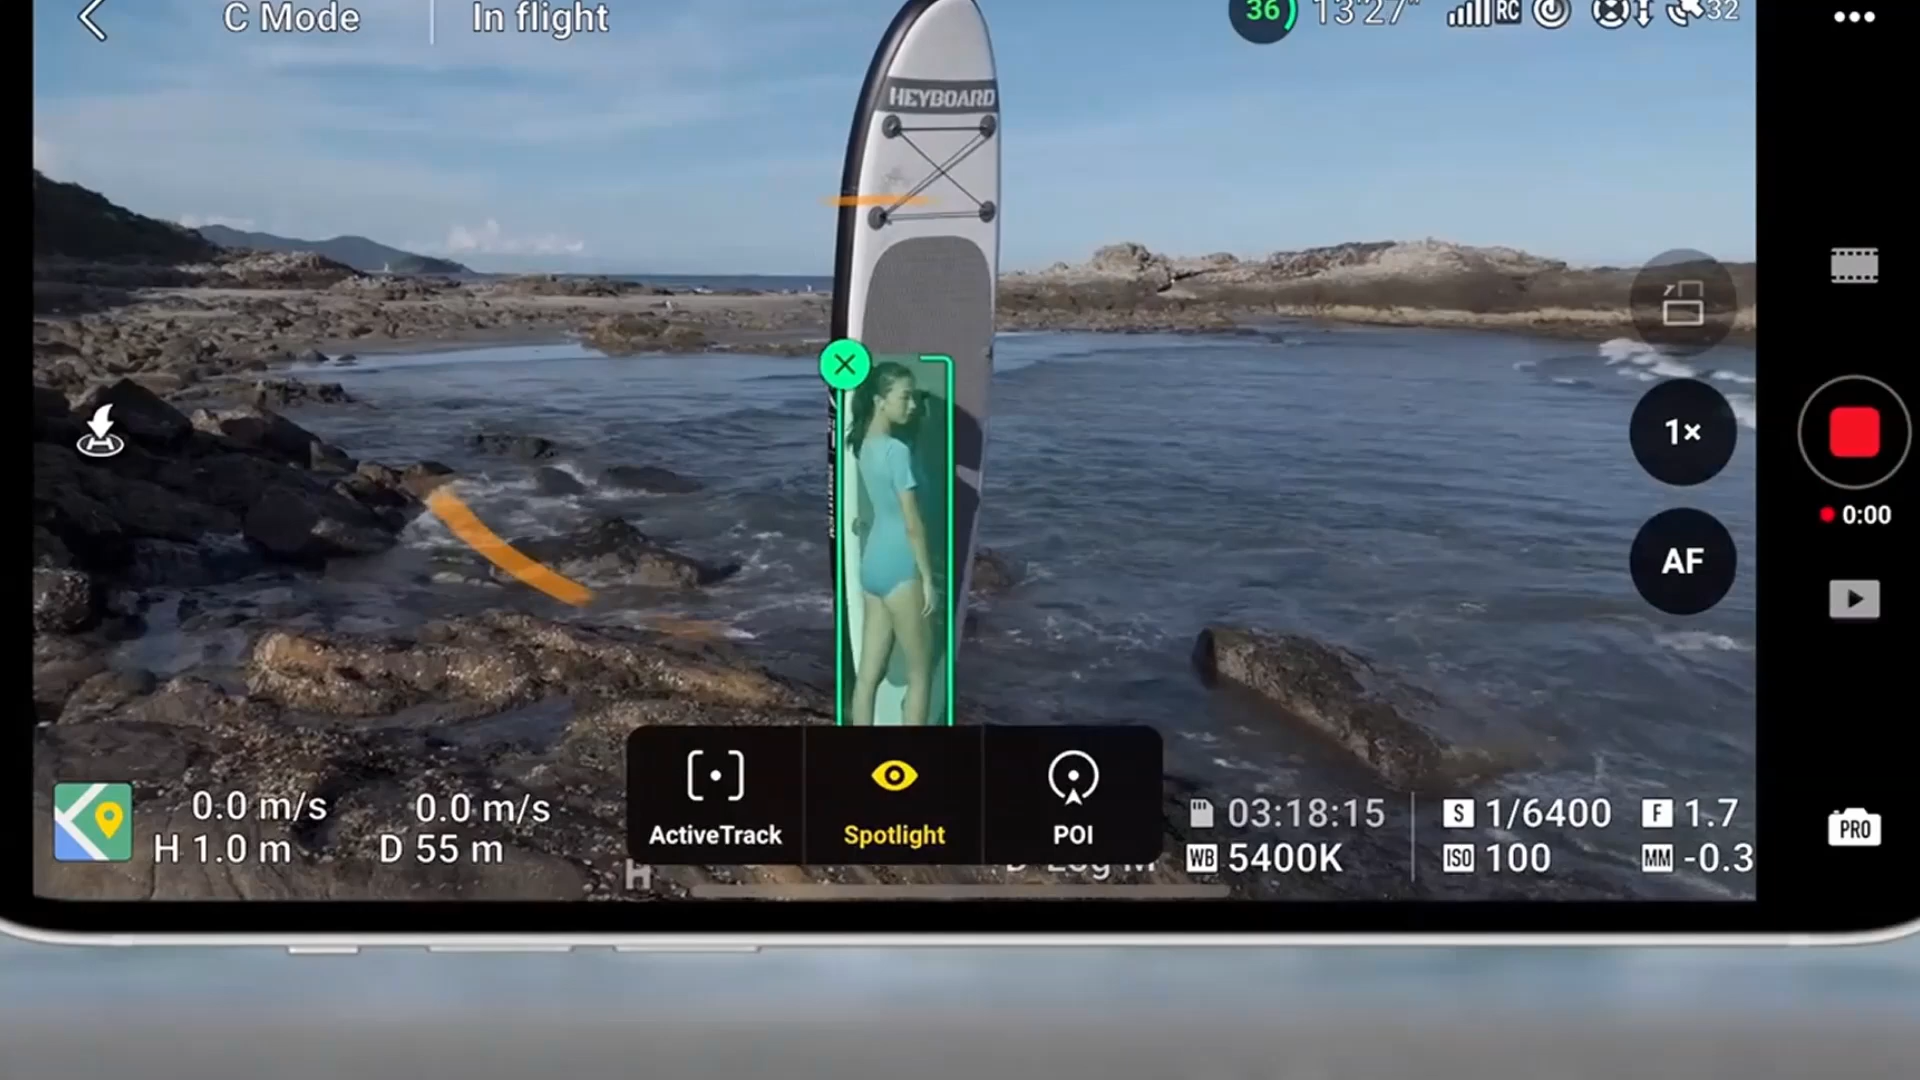 C Mode
In flight
36
13'27"
RC
32
HEYBOARD
1×
AF
0:00
ActiveTrack
Spotlight
POI
0.0 m/s
0.0 m/s
H 1.0 m
D 55 m
03:18:15
WB 5400K
S 1/6400
ISO 100
F 1.7
MM -0.3
PRO
H